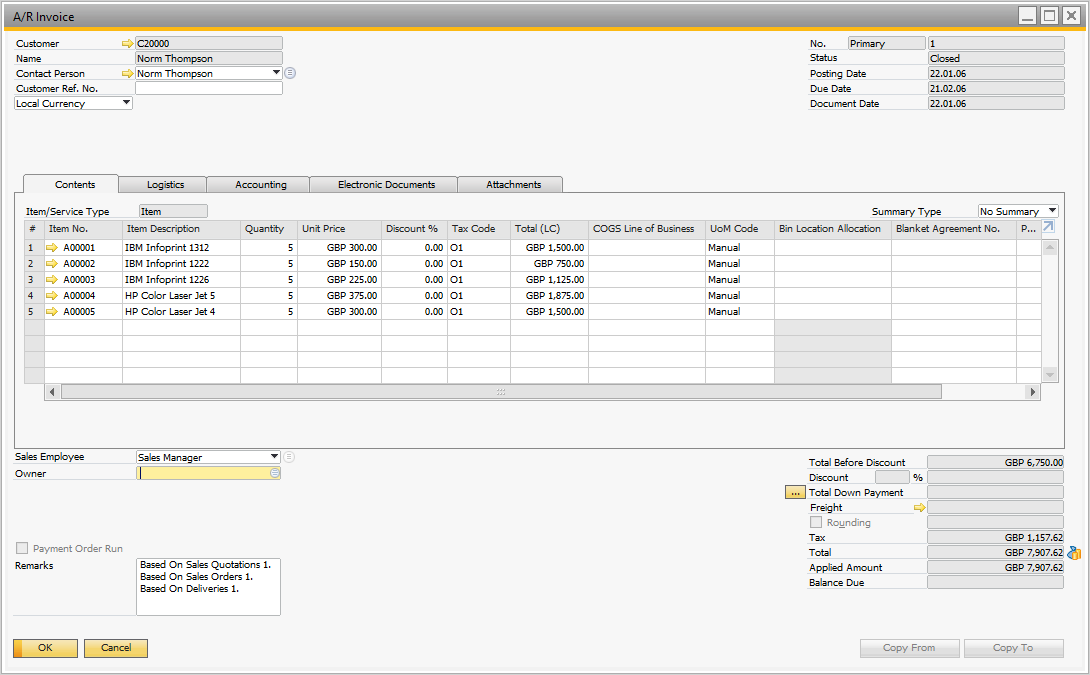 A/R Invoice
Customer C20000 No. Primary 1
Name Norm Thompson Status Closed
Contact Person Norm Thompson Posting Date 22.01.06
Customer Ref. No. Due Date 21.02.06
Local Currency Document Date 22.01.06
Contents Logistics Accounting Electronic Documents Attachments
Item/Service Type Item Summary Type No Summary
# Item No. Item Description Quantity Unit Price Discount % Tax Code Total (LC) COGS Line of Business UoM Code Bin Location Allocation Blanket Agreement No. P...
1 A00001 IBM Infoprint 1312 5 GBP 300.00 0.00 O1 GBP 1,500.00 Manual
2 A00002 IBM Infoprint 1222 5 GBP 150.00 0.00 O1 GBP 750.00 Manual
3 A00003 IBM Infoprint 1226 5 GBP 225.00 0.00 O1 GBP 1,125.00 Manual
4 A00004 HP Color Laser Jet 5 5 GBP 375.00 0.00 O1 GBP 1,875.00 Manual
5 A00005 HP Color Laser Jet 4 5 GBP 300.00 0.00 O1 GBP 1,500.00 Manual
Sales Employee Sales Manager
Owner
Total Before Discount GBP 6,750.00
Discount %
... Total Down Payment
Freight
Rounding
Tax GBP 1,157.62
Total GBP 7,907.62
Applied Amount GBP 7,907.62
Balance Due
Payment Order Run
Remarks Based On Sales Quotations 1.
Based On Sales Orders 1.
Based On Deliveries 1.
OK Cancel Copy From Copy To